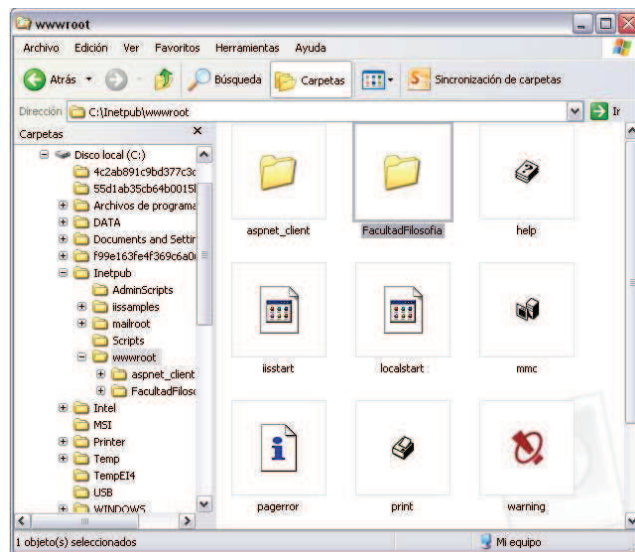 wwwroot
Archivo Edición Ver Favoritos Herramientas Ayuda
Atrás Búsqueda Carpetas Sincronización de carpetas
Dirección C:\Inetpub\wwwroot Ir
Carpetas
Disco local (C:)
4c2ab891c9bd377c3c
55d1ab35cb64b0015
Archivos de programa
DATA
Documents and Settir
f99e163fe4f369c6a0
Inetpub
AdminScripts
iissamples
mailroot
Scripts
wwwroot
aspnet_client
FacultadFiloso
Intel
MSI
Printer
Temp
TempEI4
USB
WINDOWS
aspnet_client FacultadFilosofia help
iisstart localstart mmc
pagerror print warning
1 objeto(s) seleccionados Mi equipo